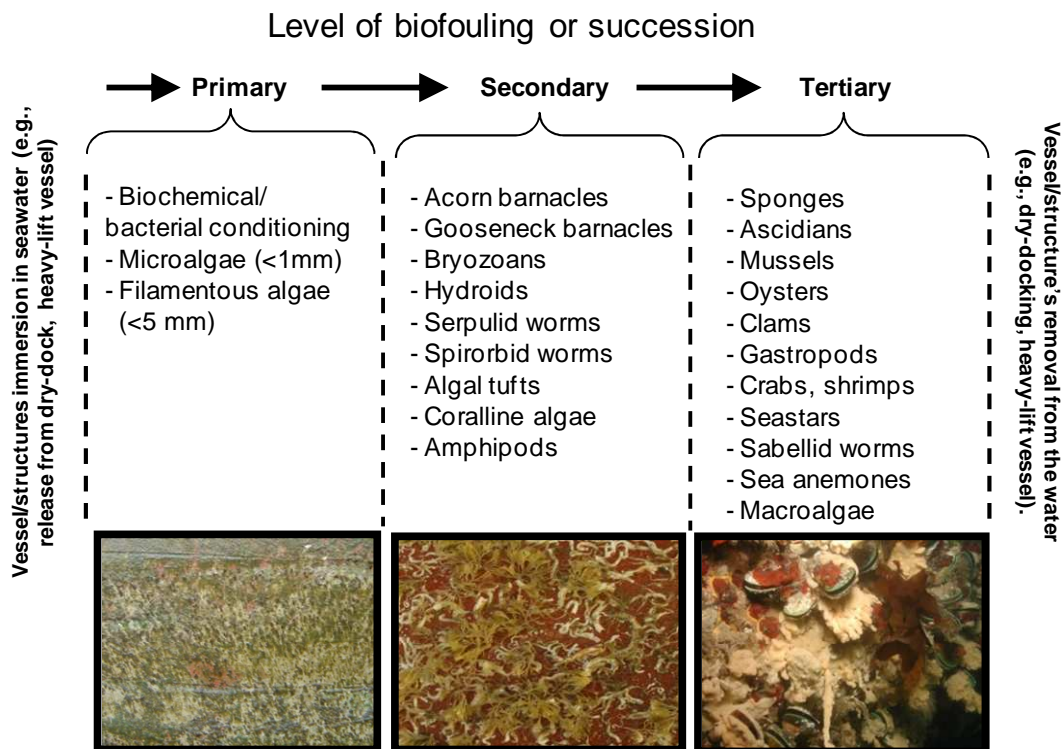 Level of biofouling or succession
Primary
Secondary
Tertiary
Vessel/structures immersion in seawater (e.g.,
release from dry-dock, heavy-lift vessel)
- Biochemical/
bacterial conditioning
- Microalgae (<1mm)
- Filamentous algae
(<5 mm)
- Acorn barnacles
- Gooseneck barnacles
- Bryozoans
- Hydroids
- Serpulid worms
- Spirorbid worms
- Algal tufts
- Coralline algae
- Amphipods
- Sponges
- Ascidians
- Mussels
- Oysters
- Clams
- Gastropods
- Crabs, shrimps
- Seastars
- Sabellid worms
- Sea anemones
- Macroalgae
Vessel/structure's removal from the water
(e.g., dry-docking, heavy-lift vessel).